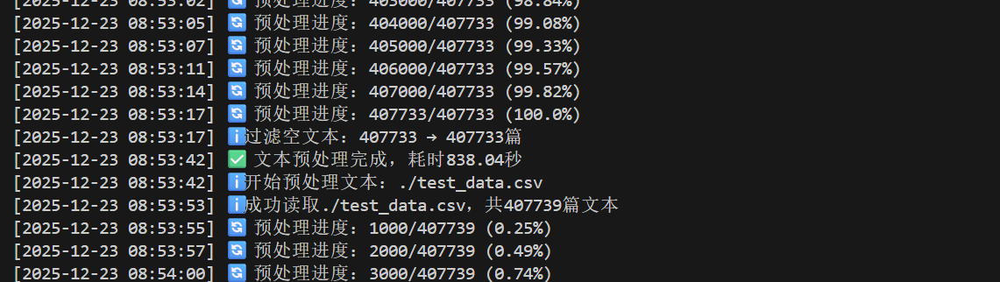 [2025-12-23 08:53:02] 🔄 预处理进度：403000/407733 (98.84%)
[2025-12-23 08:53:05] 🔄 预处理进度：404000/407733 (99.08%)
[2025-12-23 08:53:07] 🔄 预处理进度：405000/407733 (99.33%)
[2025-12-23 08:53:11] 🔄 预处理进度：406000/407733 (99.57%)
[2025-12-23 08:53:14] 🔄 预处理进度：407000/407733 (99.82%)
[2025-12-23 08:53:17] 🔄 预处理进度：407733/407733 (100.0%)
[2025-12-23 08:53:17] ℹ️过滤空文本：407733 → 407733篇
[2025-12-23 08:53:42] ✅ 文本预处理完成，耗时838.04秒
[2025-12-23 08:53:42] ℹ️开始预处理文本：./test_data.csv
[2025-12-23 08:53:53] ℹ️成功读取./test_data.csv，共407739篇文本
[2025-12-23 08:53:55] 🔄 预处理进度：1000/407739 (0.25%)
[2025-12-23 08:53:57] 🔄 预处理进度：2000/407739 (0.49%)
[2025-12-23 08:54:00] 🔄 预处理进度：3000/407739 (0.74%)